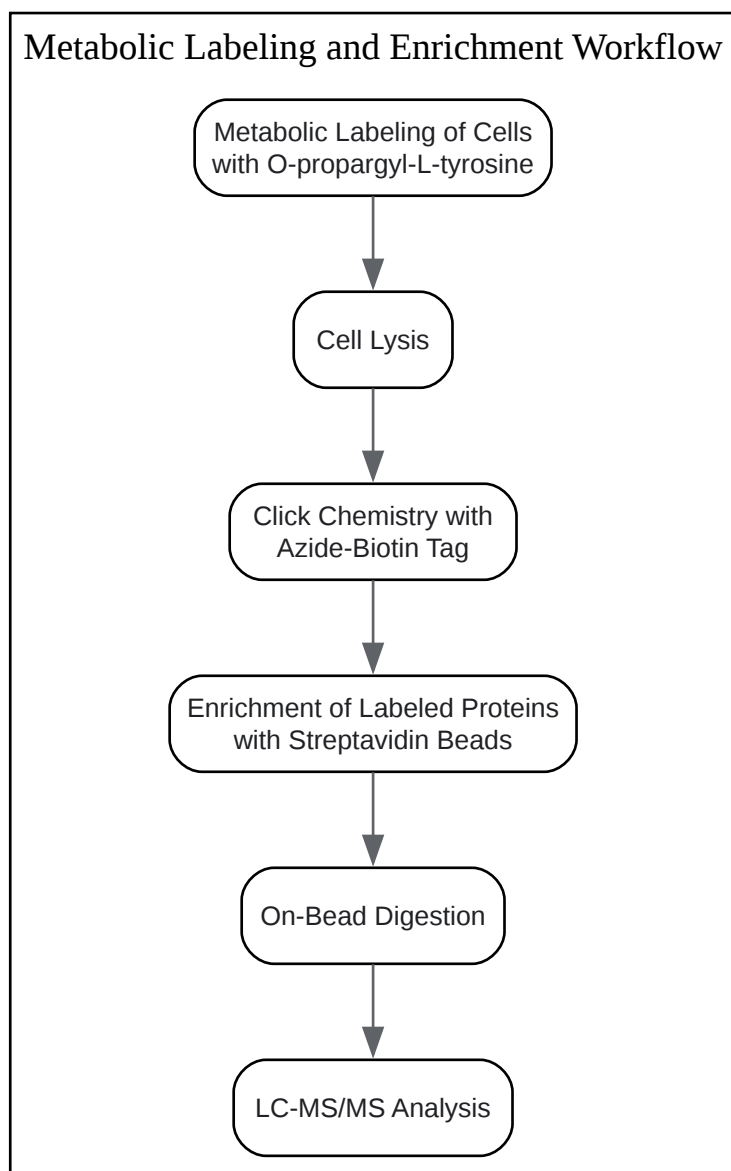 Metabolic Labeling and Enrichment Workflow
Metabolic Labeling of Cells
with O-propargyl-L-tyrosine
Cell Lysis
Click Chemistry with
Azide-Biotin Tag
Enrichment of Labeled Proteins
with Streptavidin Beads
On-Bead Digestion
LC-MS/MS Analysis